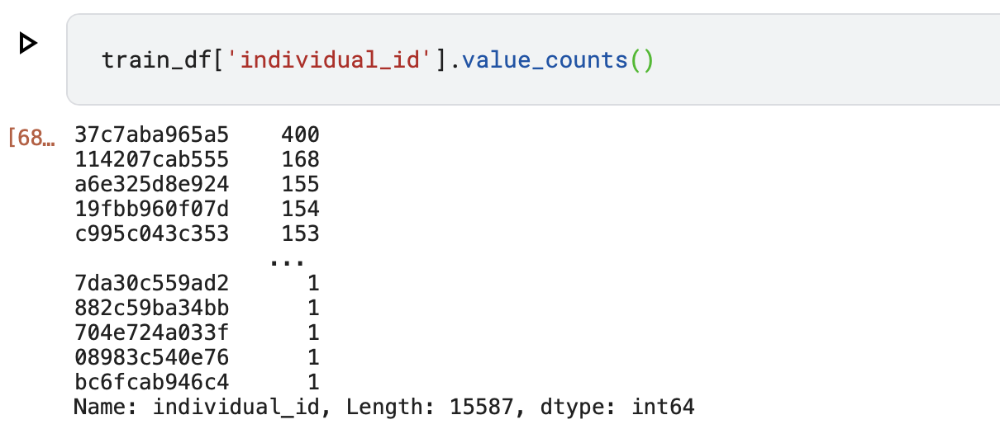 train_df['individual_id'].value_counts()
[68…
37c7aba965a5    400
114207cab555    168
a6e325d8e924    155
19fbb960f07d    154
c995c043c353    153
...
7da30c559ad2      1
882c59ba34bb      1
704e724a033f      1
08983c540e76      1
bc6fcab946c4      1
Name: individual_id, Length: 15587, dtype: int64